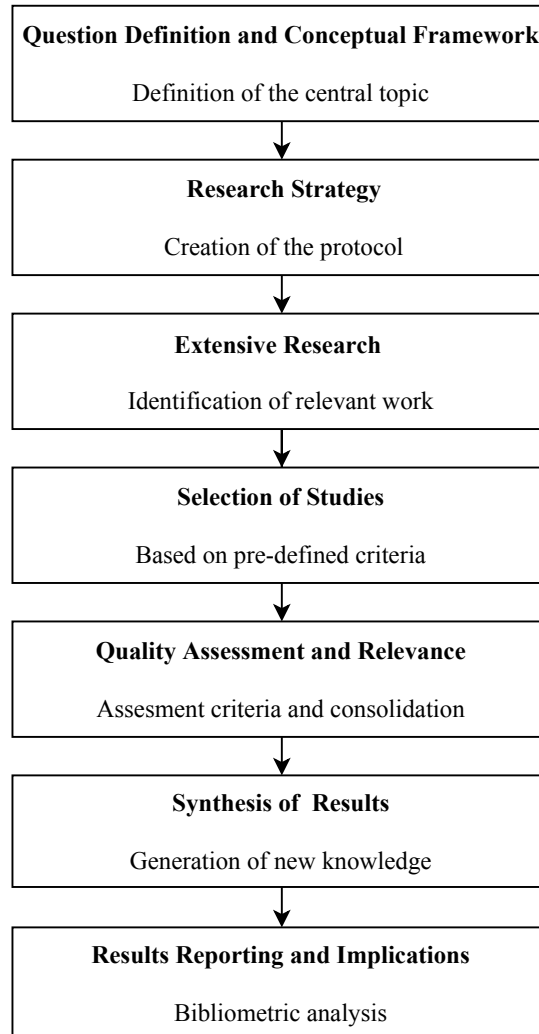 Question Definition and Conceptual Framework
Definition of the central topic
Research Strategy
Creation of the protocol
Extensive Research
Identification of relevant work
Selection of Studies
Based on pre-defined criteria
Quality Assessment and Relevance
Assesment criteria and consolidation
Synthesis of  Results
Generation of new knowledge
Results Reporting and Implications
Bibliometric analysis